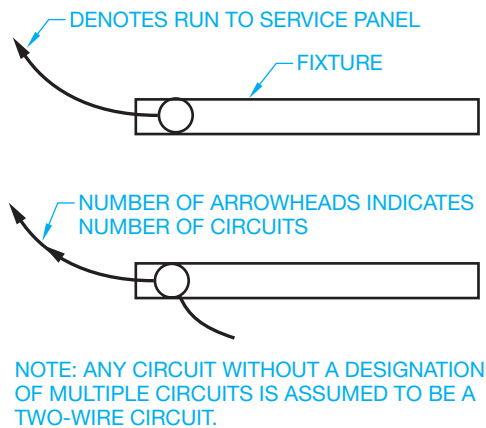 DENOTES RUN TO SERVICE PANEL
FIXTURE
NUMBER OF ARROWHEADS INDICATES
NUMBER OF CIRCUITS
NOTE: ANY CIRCUIT WITHOUT A DESIGNATION
OF MULTIPLE CIRCUITS IS ASSUMED TO BE A
TWO-WIRE CIRCUIT.